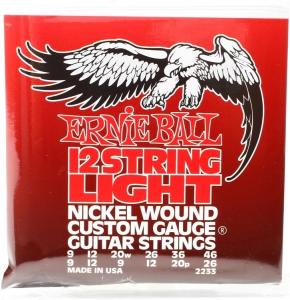 ERNIE BALL
12 STRING
LIGHT
NICKEL WOUND
CUSTOM GAUGE®
GUITAR STRINGS
9 12 20w 26 36 46
9 12 9 12 20p 26
MADE IN USA 2233